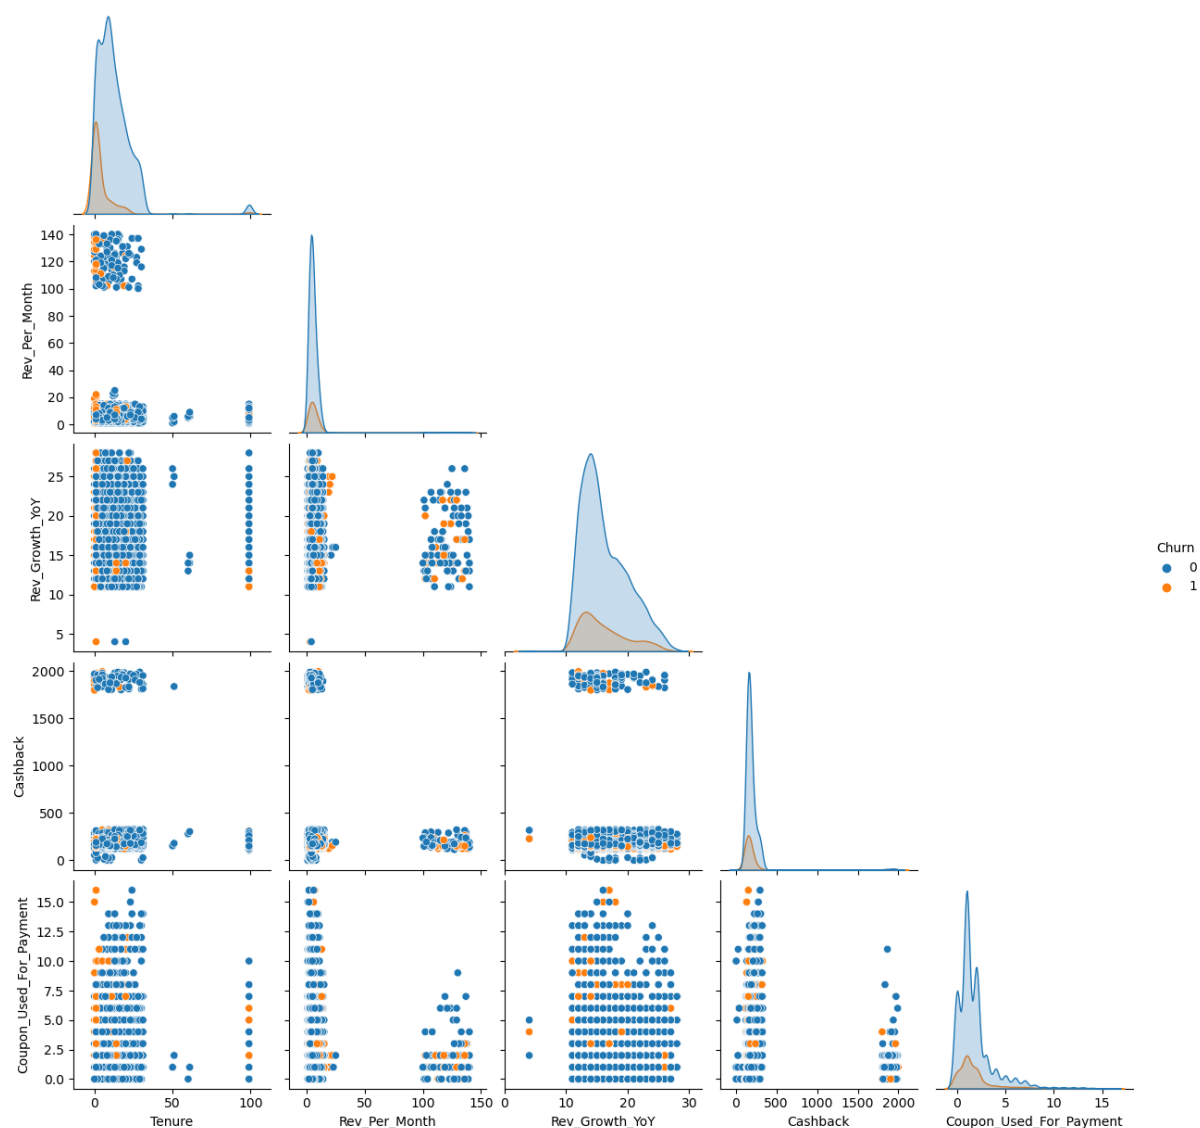 140
120
100
80
60
40
20
0
Rev_Per_Month
25
20
15
10
5
Rev_Growth_YoY
Churn
0
1
2000
1500
1000
500
0
Cashback
15.0
12.5
10.0
7.5
5.0
2.5
0.0
Coupon_Used_For_Payment
0 50 100
Tenure
0 50 100 150
Rev_Per_Month
0 10 20 30
Rev_Growth_YoY
0 500 1000 1500 2000
Cashback
0 5 10 15
Coupon_Used_For_Payment